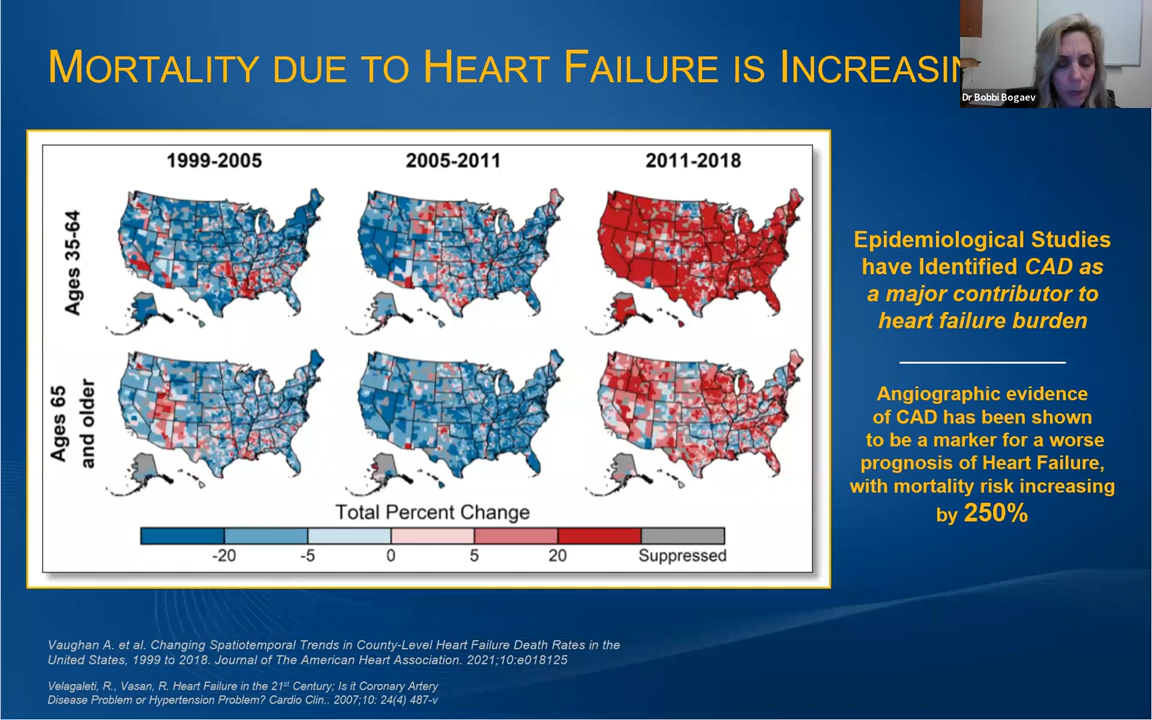 MORTALITY DUE TO HEART FAILURE IS INCREASIN
Dr Bobbi Bogaev
1999-2005
2005-2011
2011-2018
Ages 35-64
Ages 65
and older
Total Percent Change
-20
-5
0
5
20
Suppressed
Epidemiological Studies
have Identified CAD as
a major contributor to
heart failure burden
Angiographic evidence
of CAD has been shown
to be a marker for a worse
prognosis of Heart Failure,
with mortality risk increasing
by 250%
Vaughan A. et al. Changing Spatiotemporal Trends in County-Level Heart Failure Death Rates in the
United States, 1999 to 2018. Journal of The American Heart Association. 2021;10:e018125
Velagaleti, R., Vasan, R. Heart Failure in the 21st Century; Is it Coronary Artery
Disease Problem or Hypertension Problem? Cardio Clin.. 2007;10: 24(4) 487-v